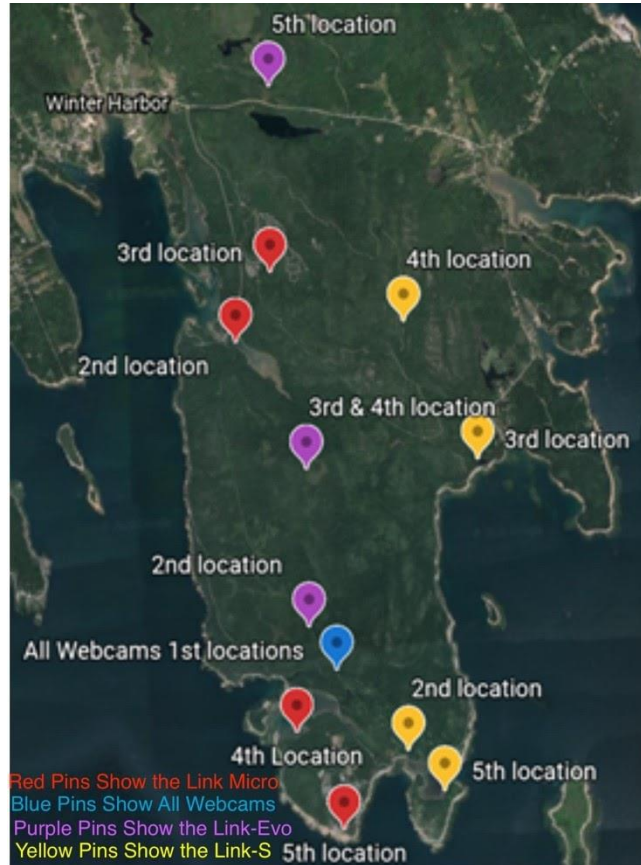 5th location
Winter Harbor
3rd location
4th location
2nd location
3rd & 4th location
3rd location
2nd location
All Webcams 1st locations
2nd location
4th Location
5th location
Red Pins Show the Link Micro
Blue Pins Show All Webcams
Purple Pins Show the Link-Evo
Yellow Pins Show the Link-S
5th location